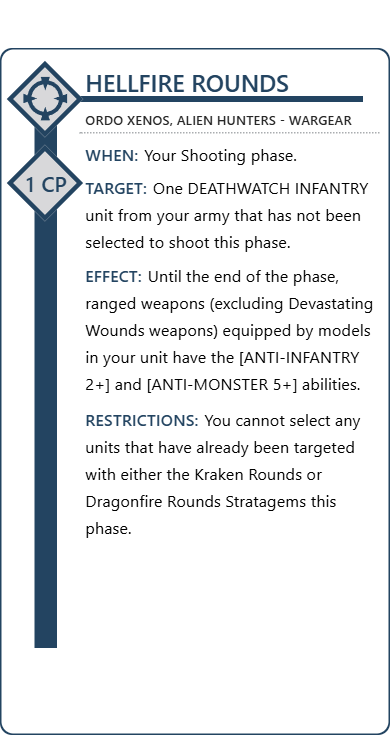 HELLFIRE ROUNDS
ORDO XENOS, ALIEN HUNTERS - WARGEAR
1 CP
WHEN: Your Shooting phase.
TARGET: One DEATHWATCH INFANTRY
unit from your army that has not been
selected to shoot this phase.
EFFECT: Until the end of the phase,
ranged weapons (excluding Devastating
Wounds weapons) equipped by models
in your unit have the [ANTI-INFANTRY
2+] and [ANTI-MONSTER 5+] abilities.
RESTRICTIONS: You cannot select any
units that have already been targeted
with either the Kraken Rounds or
Dragonfire Rounds Stratagems this
phase.